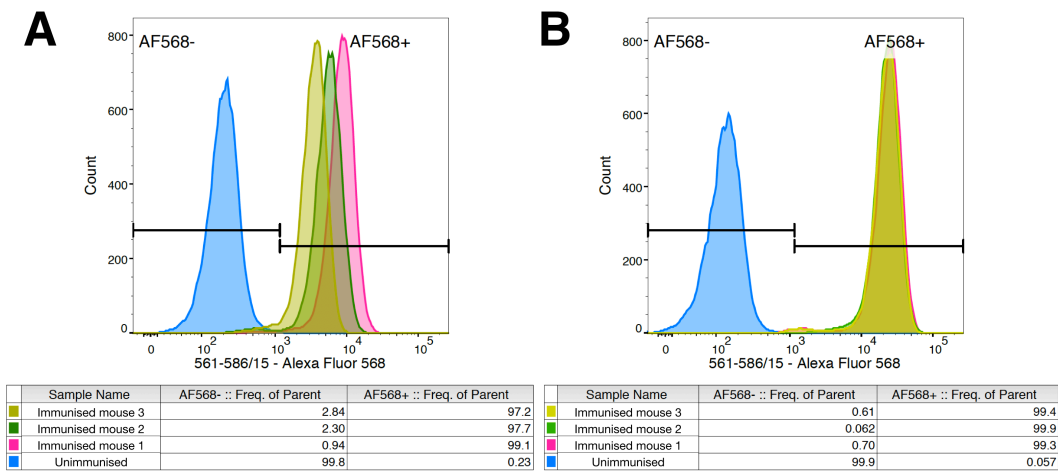 A
AF568-
AF568+
Count
800
600
400
200
0
0
10^2
10^3
10^4
10^5
561-586/15 - Alexa Fluor 568
Sample Name AF568- :: Freq. of Parent AF568+ :: Freq. of Parent
Immunised mouse 3 2.84 97.2
Immunised mouse 2 2.30 97.7
Immunised mouse 1 0.94 99.1
Unimmunised 99.8 0.23
B
AF568-
AF568+
Count
800
600
400
200
0
0
10^2
10^3
10^4
10^5
561-586/15 - Alexa Fluor 568
Sample Name AF568- :: Freq. of Parent AF568+ :: Freq. of Parent
Immunised mouse 3 0.61 99.4
Immunised mouse 2 0.062 99.9
Immunised mouse 1 0.70 99.3
Unimmunised 99.9 0.057